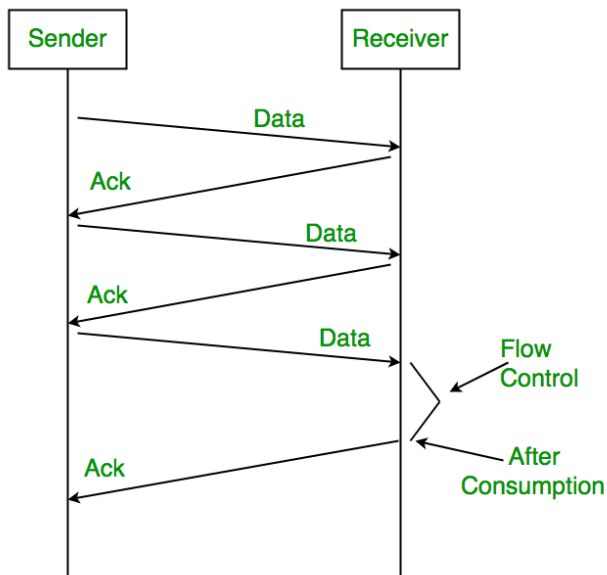 Sender
Receiver
Data
Ack
Data
Ack
Data
Flow
Control
After
Consumption
Ack